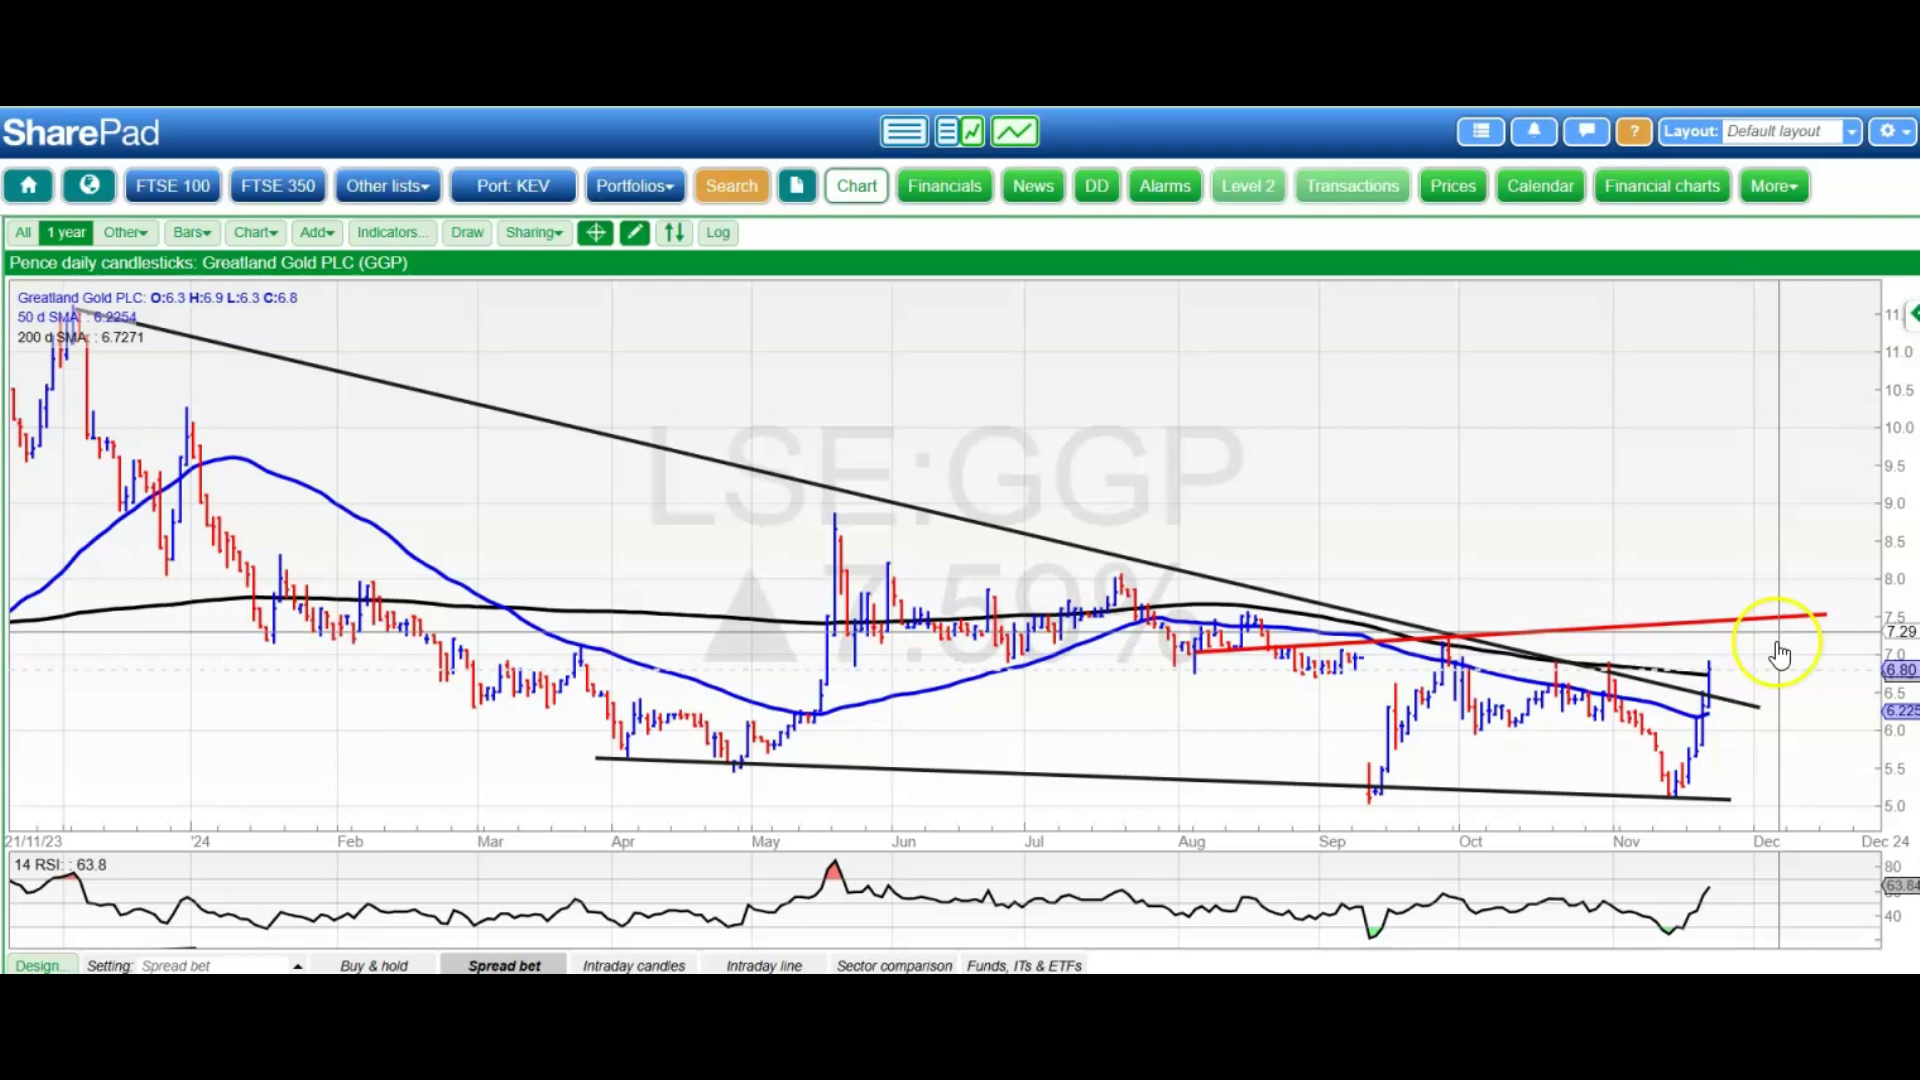 SharePad
? Layout: Default layout
FTSE 100 FTSE 350 Other lists Port: KEV Portfolios Search Chart Financials News DD Alarms Level 2 Transactions Prices Calendar Financial charts More
All 1 year Other Bars Chart Add Indicators... Draw Sharing Log
Pence daily candlesticks: Greatland Gold PLC (GGP)
Greatland Gold PLC: O:6.3 H:6.9 L:6.3 C:6.8
50 d SMA: : 6.2254
200 d SMA: : 6.7271
LSE:GGP
▲7.59%
11.0
10.5
10.0
9.5
9.0
8.5
8.0
7.5
7.29
7.0
6.80
6.5
6.225
6.0
5.5
5.0
21/11/23 '24 Feb Mar Apr May Jun Jul Aug Sep Oct Nov Dec Dec 24
14 RSI: : 63.8
80
63.84
40
Design... Setting: Spread bet Buy & hold Spread bet Intraday candles Intraday line Sector comparison Funds, ITs & ETFs